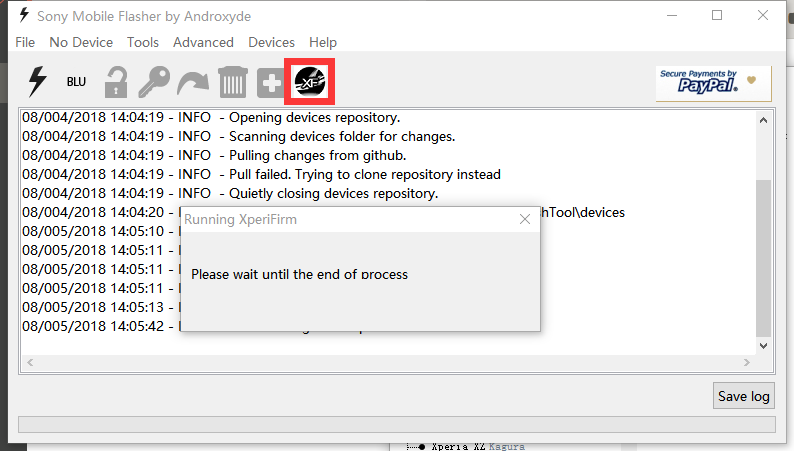 Sony Mobile Flasher by Androxyde
File No Device Tools Advanced Devices Help
BLU XF
Secure Payments by
PayPal®
08/004/2018 14:04:19 - INFO - Opening devices repository.
08/004/2018 14:04:19 - INFO - Scanning devices folder for changes.
08/004/2018 14:04:19 - INFO - Pulling changes from github.
08/004/2018 14:04:19 - INFO - Pull failed. Trying to clone repository instead
08/004/2018 14:04:19 - INFO - Quietly closing devices repository.
08/004/2018 14:04:20 - hTool\devices
08/005/2018 14:05:10 -
08/005/2018 14:05:11 -
08/005/2018 14:05:11 -
08/005/2018 14:05:11 -
08/005/2018 14:05:13 -
08/005/2018 14:05:42 -
Running XperiFirm
Please wait until the end of process
Save log
Xperia XZ Kagura